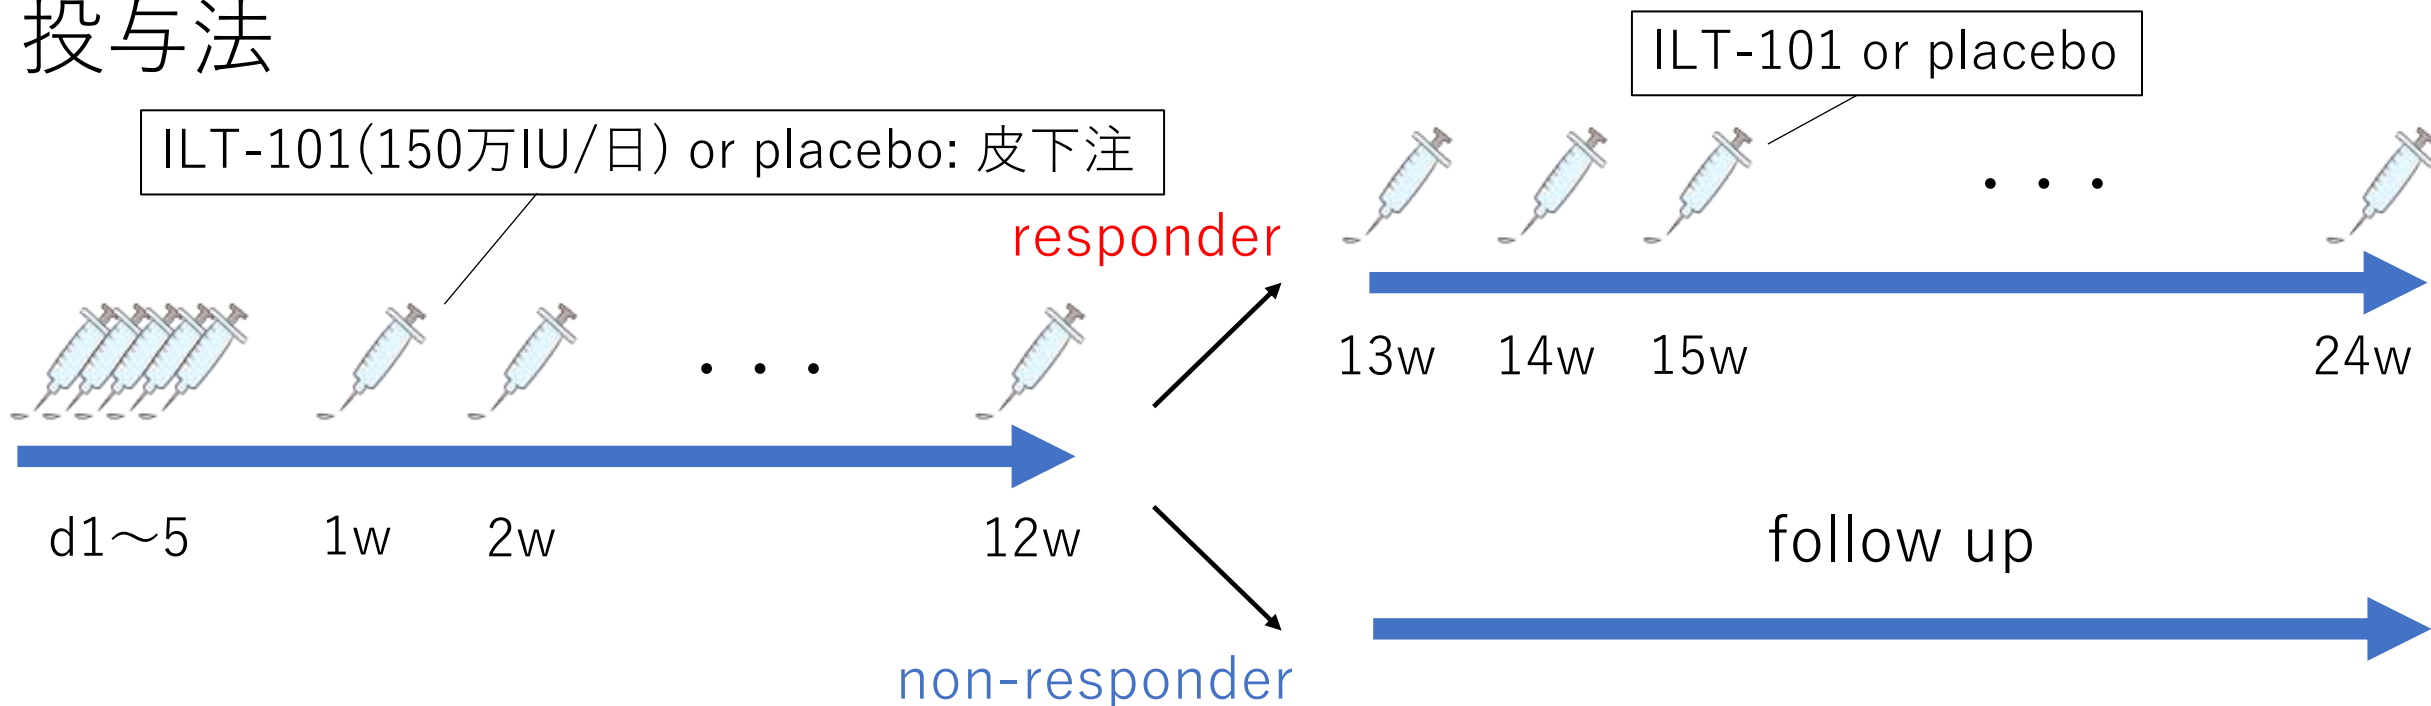 投与法
ILT-101(150万IU/日) or placebo: 皮下注
ILT-101 or placebo
・・・
responder
13w 14w 15w 24w
・・・
d1～5 1w 2w 12w
follow up
non-responder